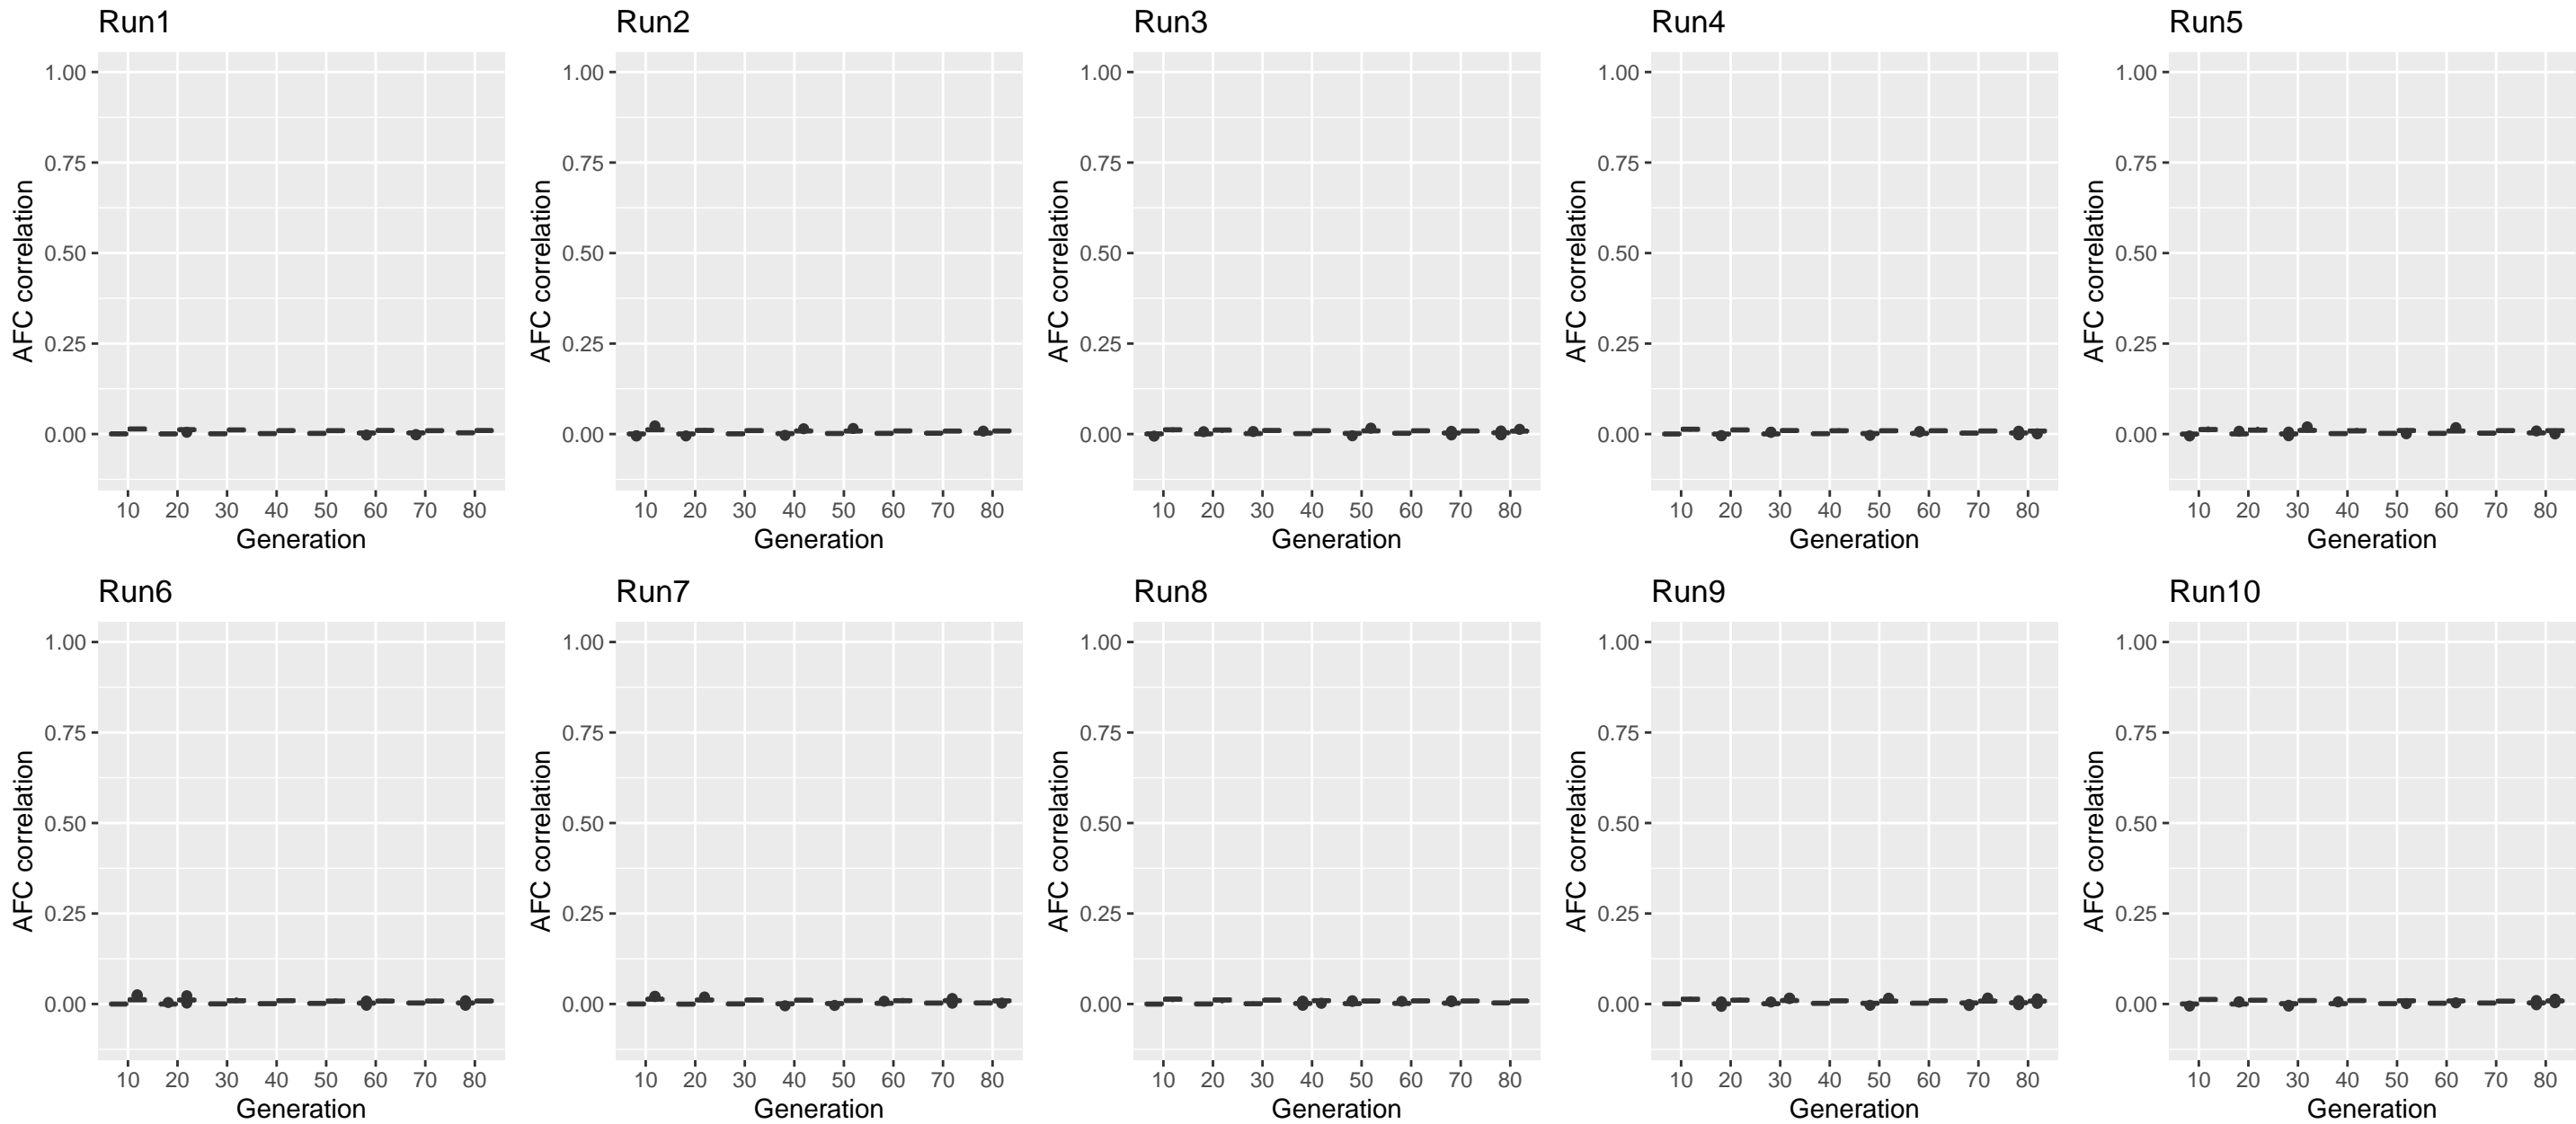 Run1 Run2 Run3 Run4 Run5
1.00 1.00 1.00 1.00 1.00
0.75 0.75 0.75 0.75 0.75
0.50 0.50 0.50 0.50 0.50
0.25 0.25 0.25 0.25 0.25
0.00 0.00 0.00 0.00 0.00
AFC correlation AFC correlation AFC correlation AFC correlation AFC correlation
10 20 30 40 50 60 70 80 10 20 30 40 50 60 70 80 10 20 30 40 50 60 70 80 10 20 30 40 50 60 70 80 10 20 30 40 50 60 70 80
Generation Generation Generation Generation Generation
Run6 Run7 Run8 Run9 Run10
1.00 1.00 1.00 1.00 1.00
0.75 0.75 0.75 0.75 0.75
0.50 0.50 0.50 0.50 0.50
0.25 0.25 0.25 0.25 0.25
0.00 0.00 0.00 0.00 0.00
AFC correlation AFC correlation AFC correlation AFC correlation AFC correlation
10 20 30 40 50 60 70 80 10 20 30 40 50 60 70 80 10 20 30 40 50 60 70 80 10 20 30 40 50 60 70 80 10 20 30 40 50 60 70 80
Generation Generation Generation Generation Generation